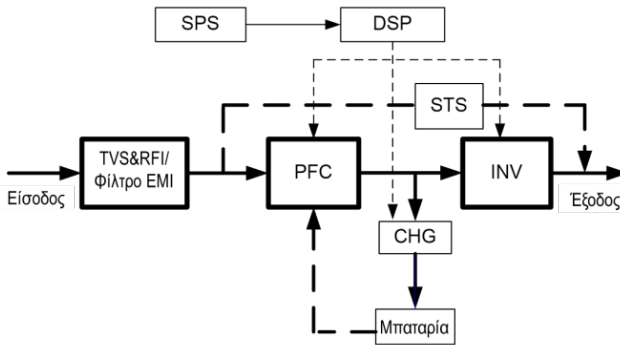 SPS
DSP
STS
TVS&RFI/
Φίλτρο EMI
PFC
INV
Είσοδος
Έξοδος
CHG
Μπαταρία